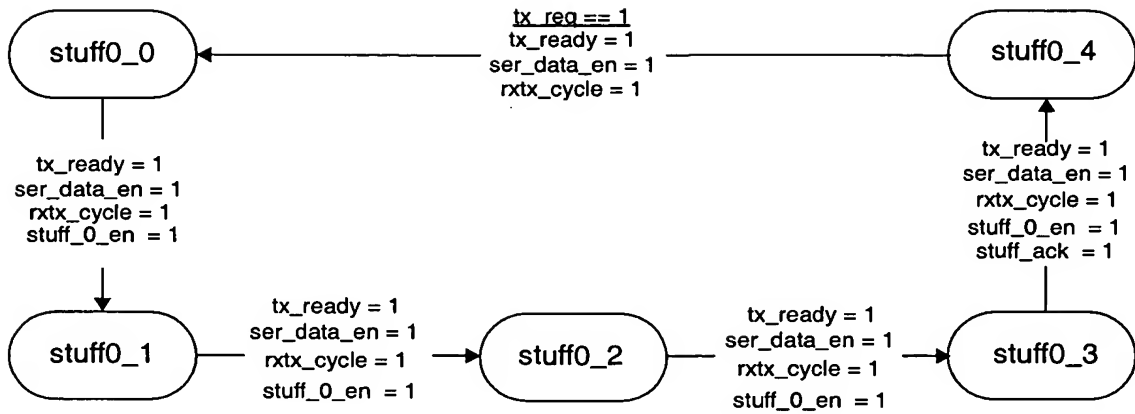 stuff0_0
tx_req == 1
tx_ready = 1
ser_data_en = 1
rxtx_cycle = 1
stuff0_4
tx_ready = 1
ser_data_en = 1
rxtx_cycle = 1
stuff_0_en = 1
tx_ready = 1
ser_data_en = 1
rxtx_cycle = 1
stuff_0_en = 1
stuff_ack = 1
stuff0_1
tx_ready = 1
ser_data_en = 1
rxtx_cycle = 1
stuff_0_en = 1
stuff0_2
tx_ready = 1
ser_data_en = 1
rxtx_cycle = 1
stuff_0_en = 1
stuff0_3